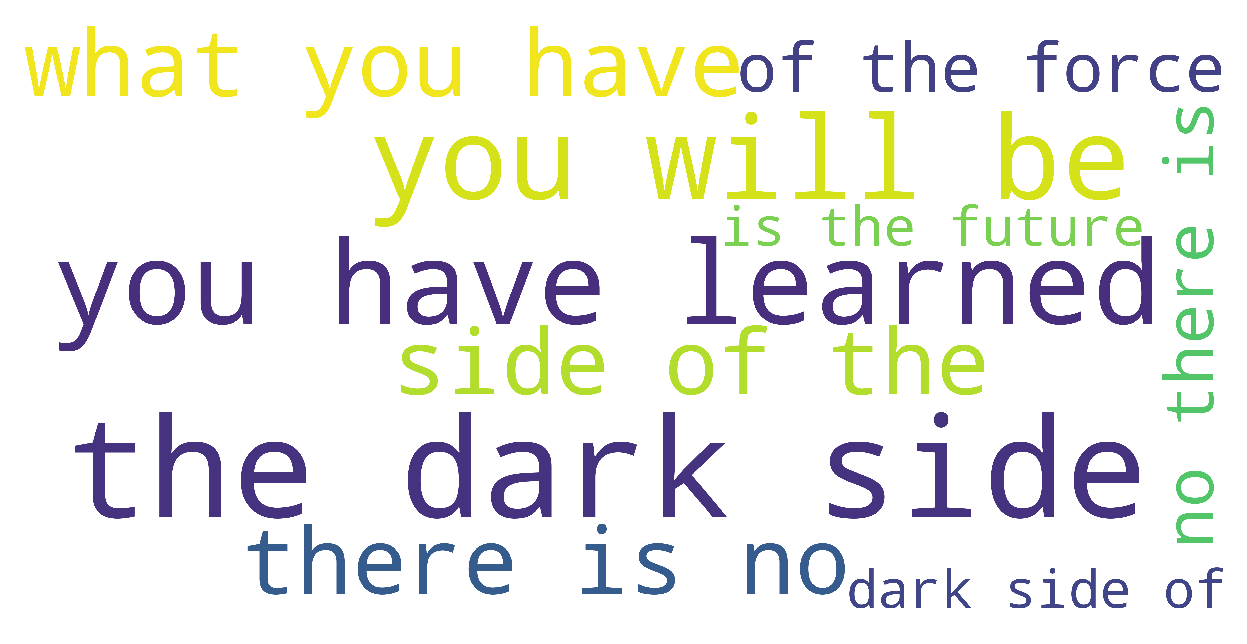 what you have
of the force
you will be
is the future
you have learned
no there is
side of the
the dark side
there is no
dark side of